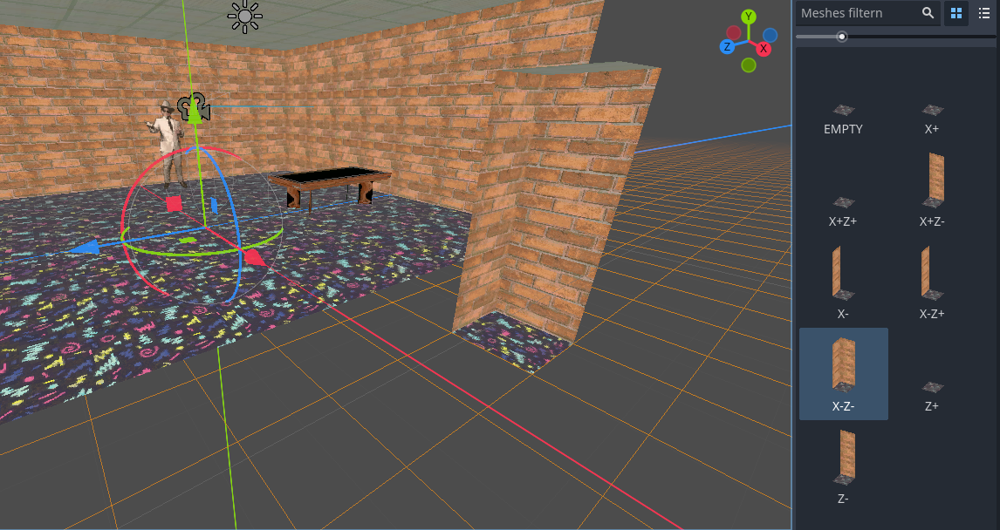 Meshes filtern
Y
Z
X
EMPTY
X+
X+Z+
X+Z-
X-
X-Z+
X-Z-
Z+
Z-